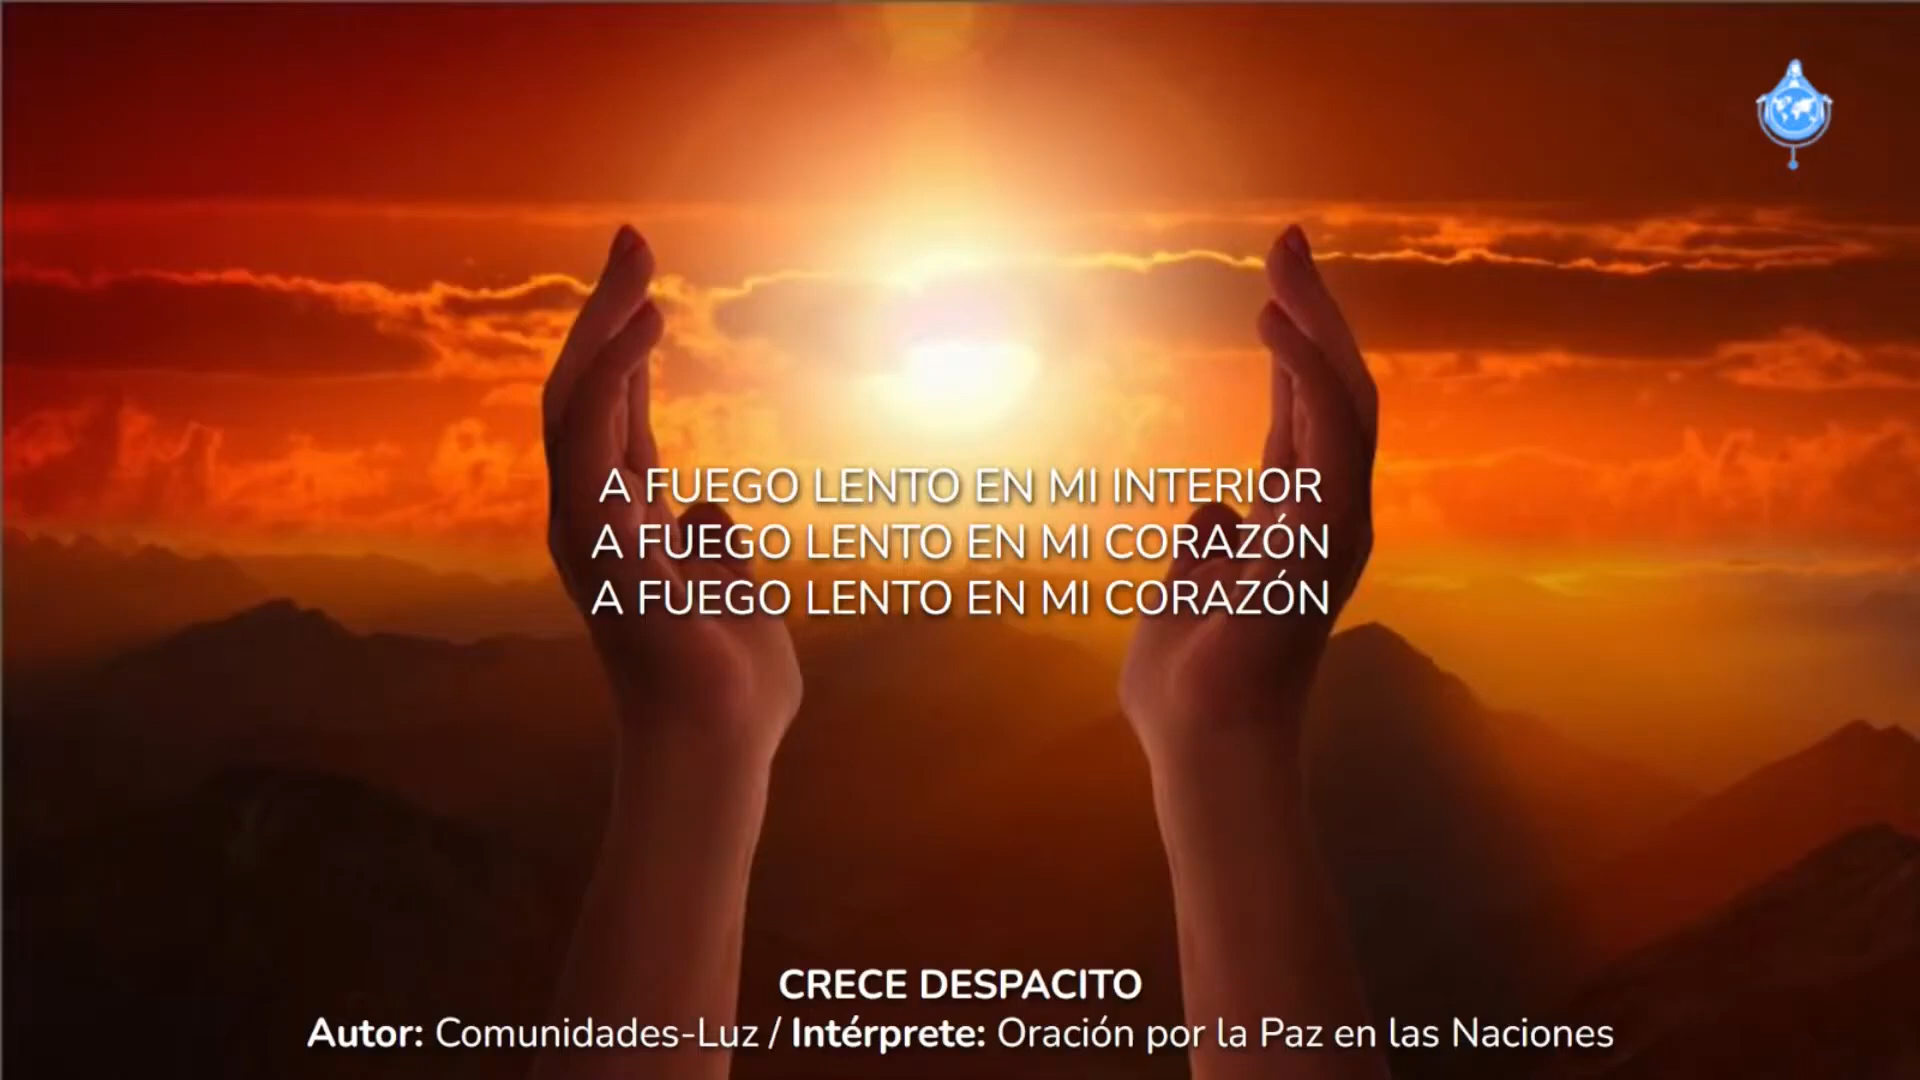 A FUEGO LENTO EN MI INTERIOR
A FUEGO LENTO EN MI CORAZÓN
A FUEGO LENTO EN MI CORAZÓN
CRECE DESPACITO
Autor: Comunidades-Luz / Intérprete: Oración por la Paz en las Naciones